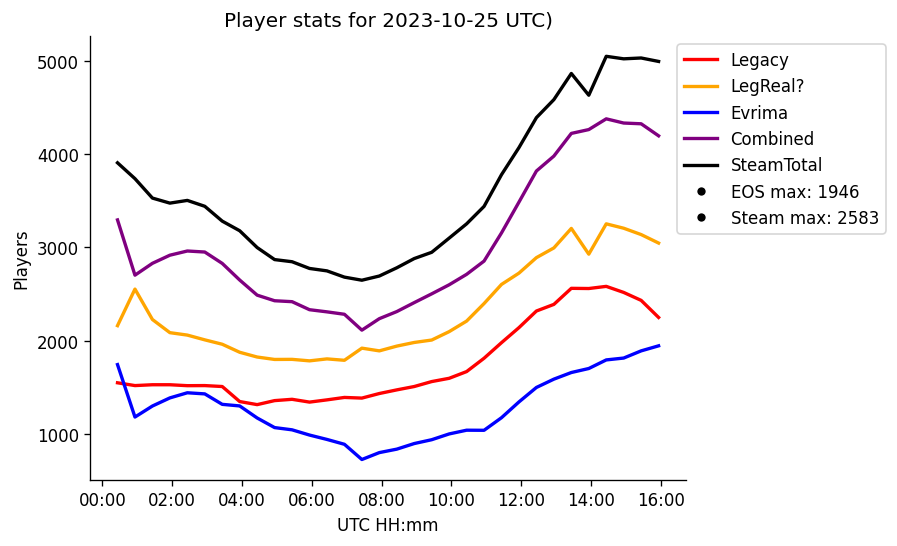 Player stats for 2023-10-25 UTC)
Players
5000
4000
3000
2000
1000
00:00 02:00 04:00 06:00 08:00 10:00 12:00 14:00 16:00
UTC HH:mm
Legacy
LegReal?
Evrima
Combined
SteamTotal
EOS max: 1946
Steam max: 2583